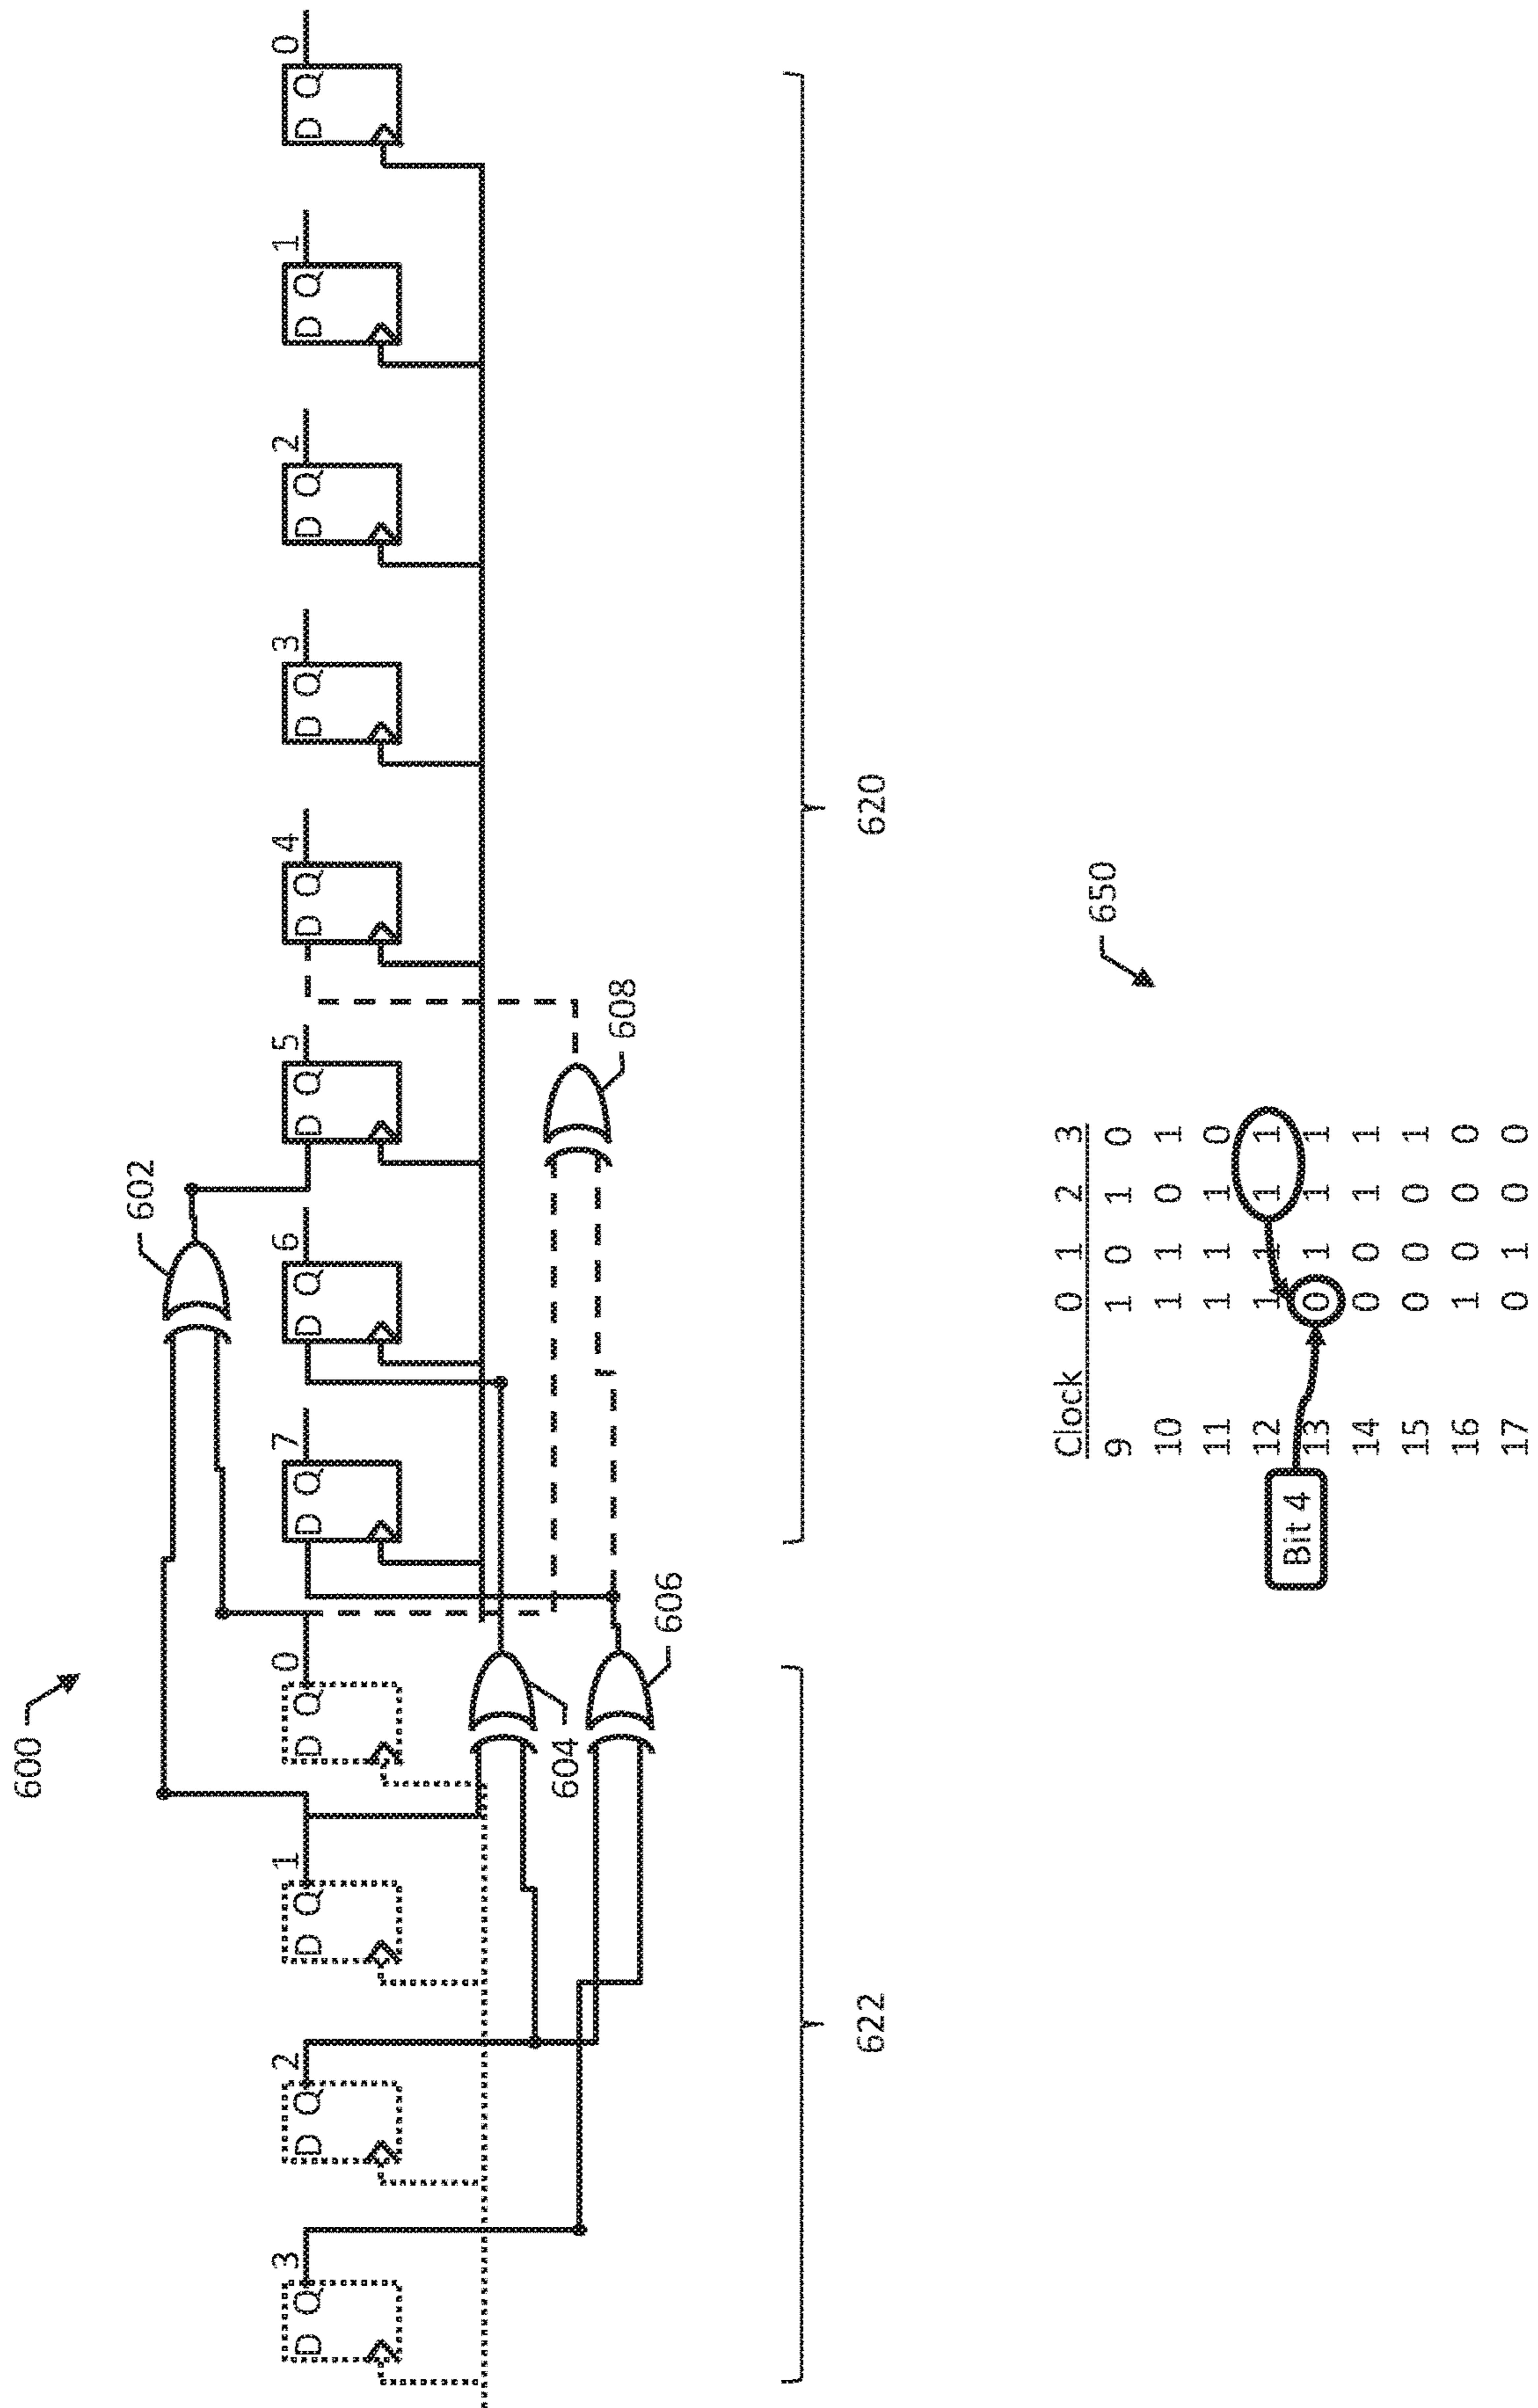 600
3 2 1 0 7 6 5 4 3 2 1 0
D Q D Q D Q D Q D Q D Q D Q D Q D Q D Q D Q D Q
602
604
606
608
622
620
650
Clock 0 1 2 3
9 1 0 1 0
10 1 1 0 1
11 1 1 1 0
12 1 1 1 1
13 0 1 1 1
14 0 0 1 1
15 0 0 0 1
16 1 0 0 0
17 0 1 0 0
Bit 4